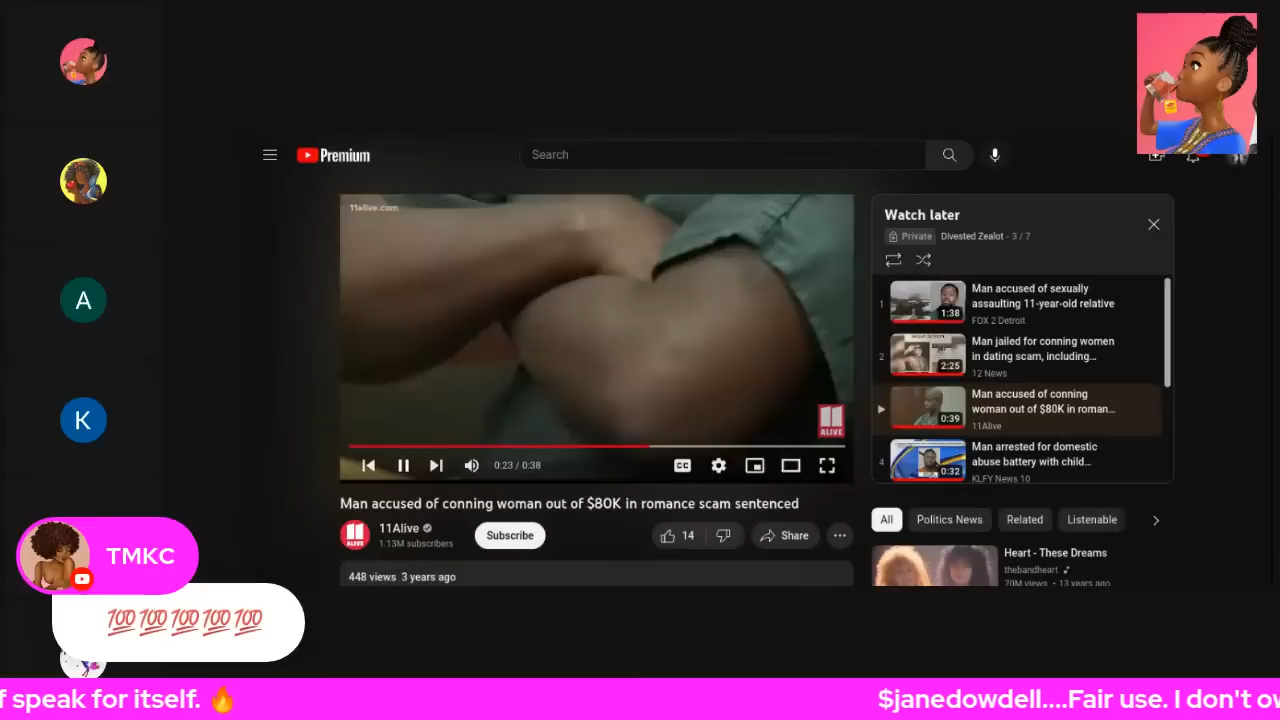 Premium
Search
11alive.com
ALIVE
0:23 / 0:38
CC
Man accused of conning woman out of $80K in romance scam sentenced
11Alive
1.13M subscribers
Subscribe
14
Share
448 views 3 years ago
Watch later
Private
Divested Zealot - 3 / 7
1
1:38
Man accused of sexually
assaulting 11-year-old relative
FOX 2 Detroit
2
2:25
Man jailed for conning women
in dating scam, including...
12 News
0:39
Man accused of conning
woman out of $80K in roman...
11Alive
4
0:32
Man arrested for domestic
abuse battery with child...
KLFY News 10
All
Politics News
Related
Listenable
Heart - These Dreams
thebandheart
70M views • 13 years ago
A
K
TMKC
💯💯💯💯💯
f speak for itself. 🔥
$janedowdell....Fair use. I don't ow